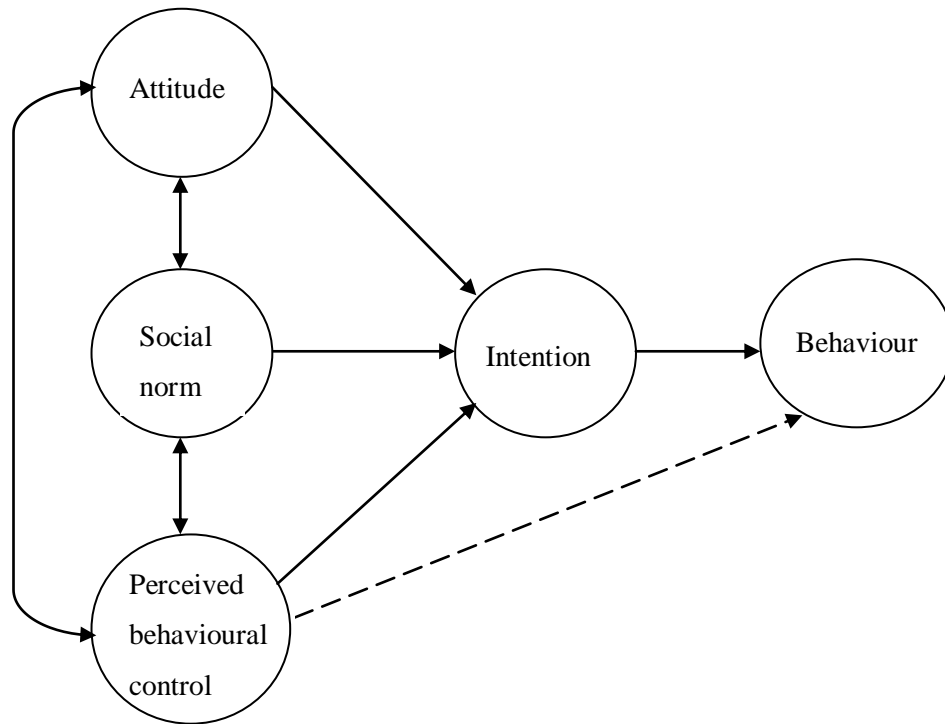 Attitude
Social
norm
Intention
Behaviour
Perceived
behavioural
control